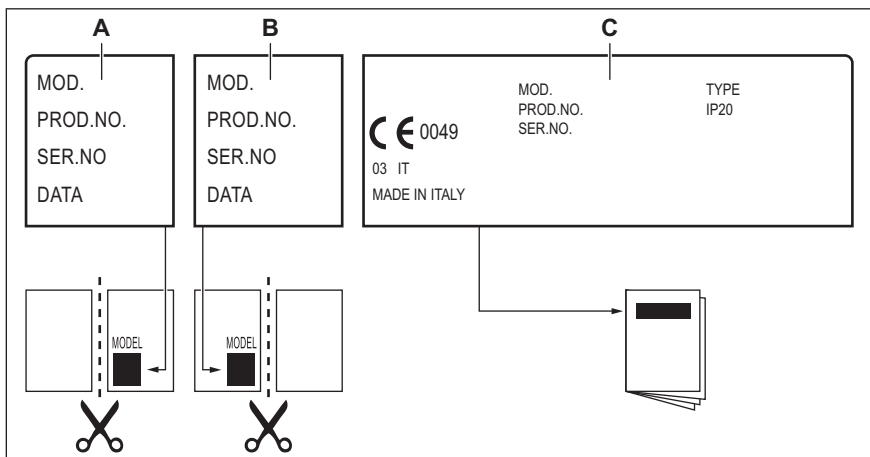 A
B
C
MOD.
PROD.NO.
SER.NO
DATA
MOD.
PROD.NO.
SER.NO
DATA
MOD.
PROD.NO.
SER.NO.
TYPE
IP20
CE 0049
03 IT
MADE IN ITALY
MODEL
MODEL